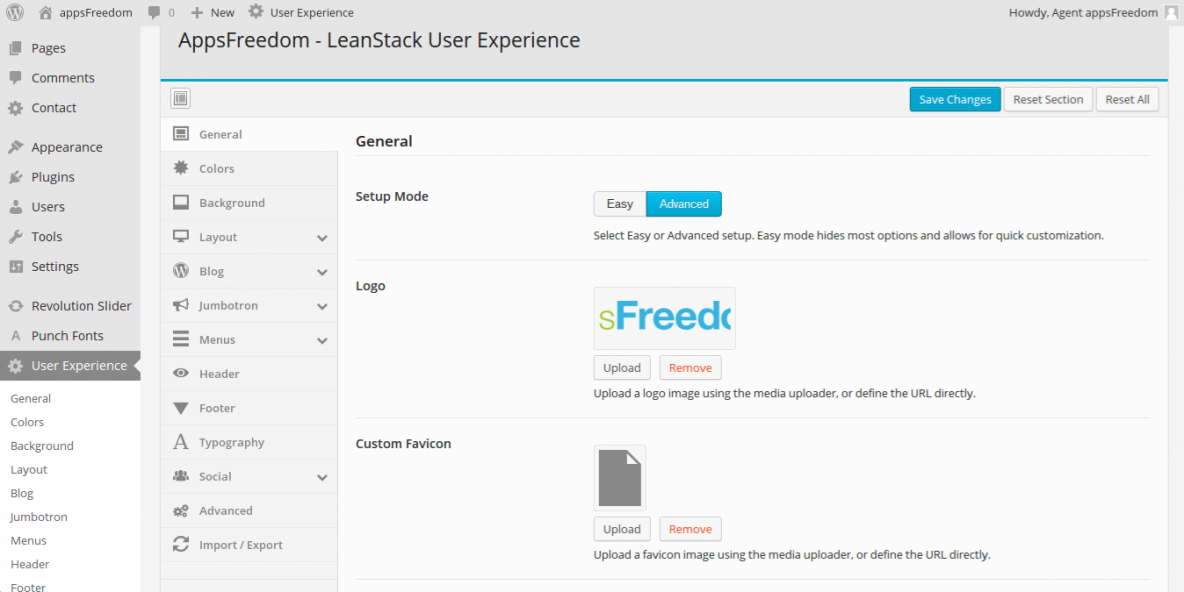 appsFreedom 0 New User Experience Howdy, Agent appsFreedom
Pages
Comments
Contact
Appearance
Plugins
Users
Tools
Settings
Revolution Slider
Punch Fonts
User Experience
General
Colors
Background
Layout
Blog
Jumbotron
Menus
Header
Footer
AppsFreedom - LeanStack User Experience
Save Changes Reset Section Reset All
General
Colors
Background
Layout
Blog
Jumbotron
Menus
Header
Footer
Typography
Social
Advanced
Import / Export
General
Setup Mode
Easy Advanced
Select Easy or Advanced setup. Easy mode hides most options and allows for quick customization.
Logo
sFreedo
Upload Remove
Upload a logo image using the media uploader, or define the URL directly.
Custom Favicon
Upload Remove
Upload a favicon image using the media uploader, or define the URL directly.